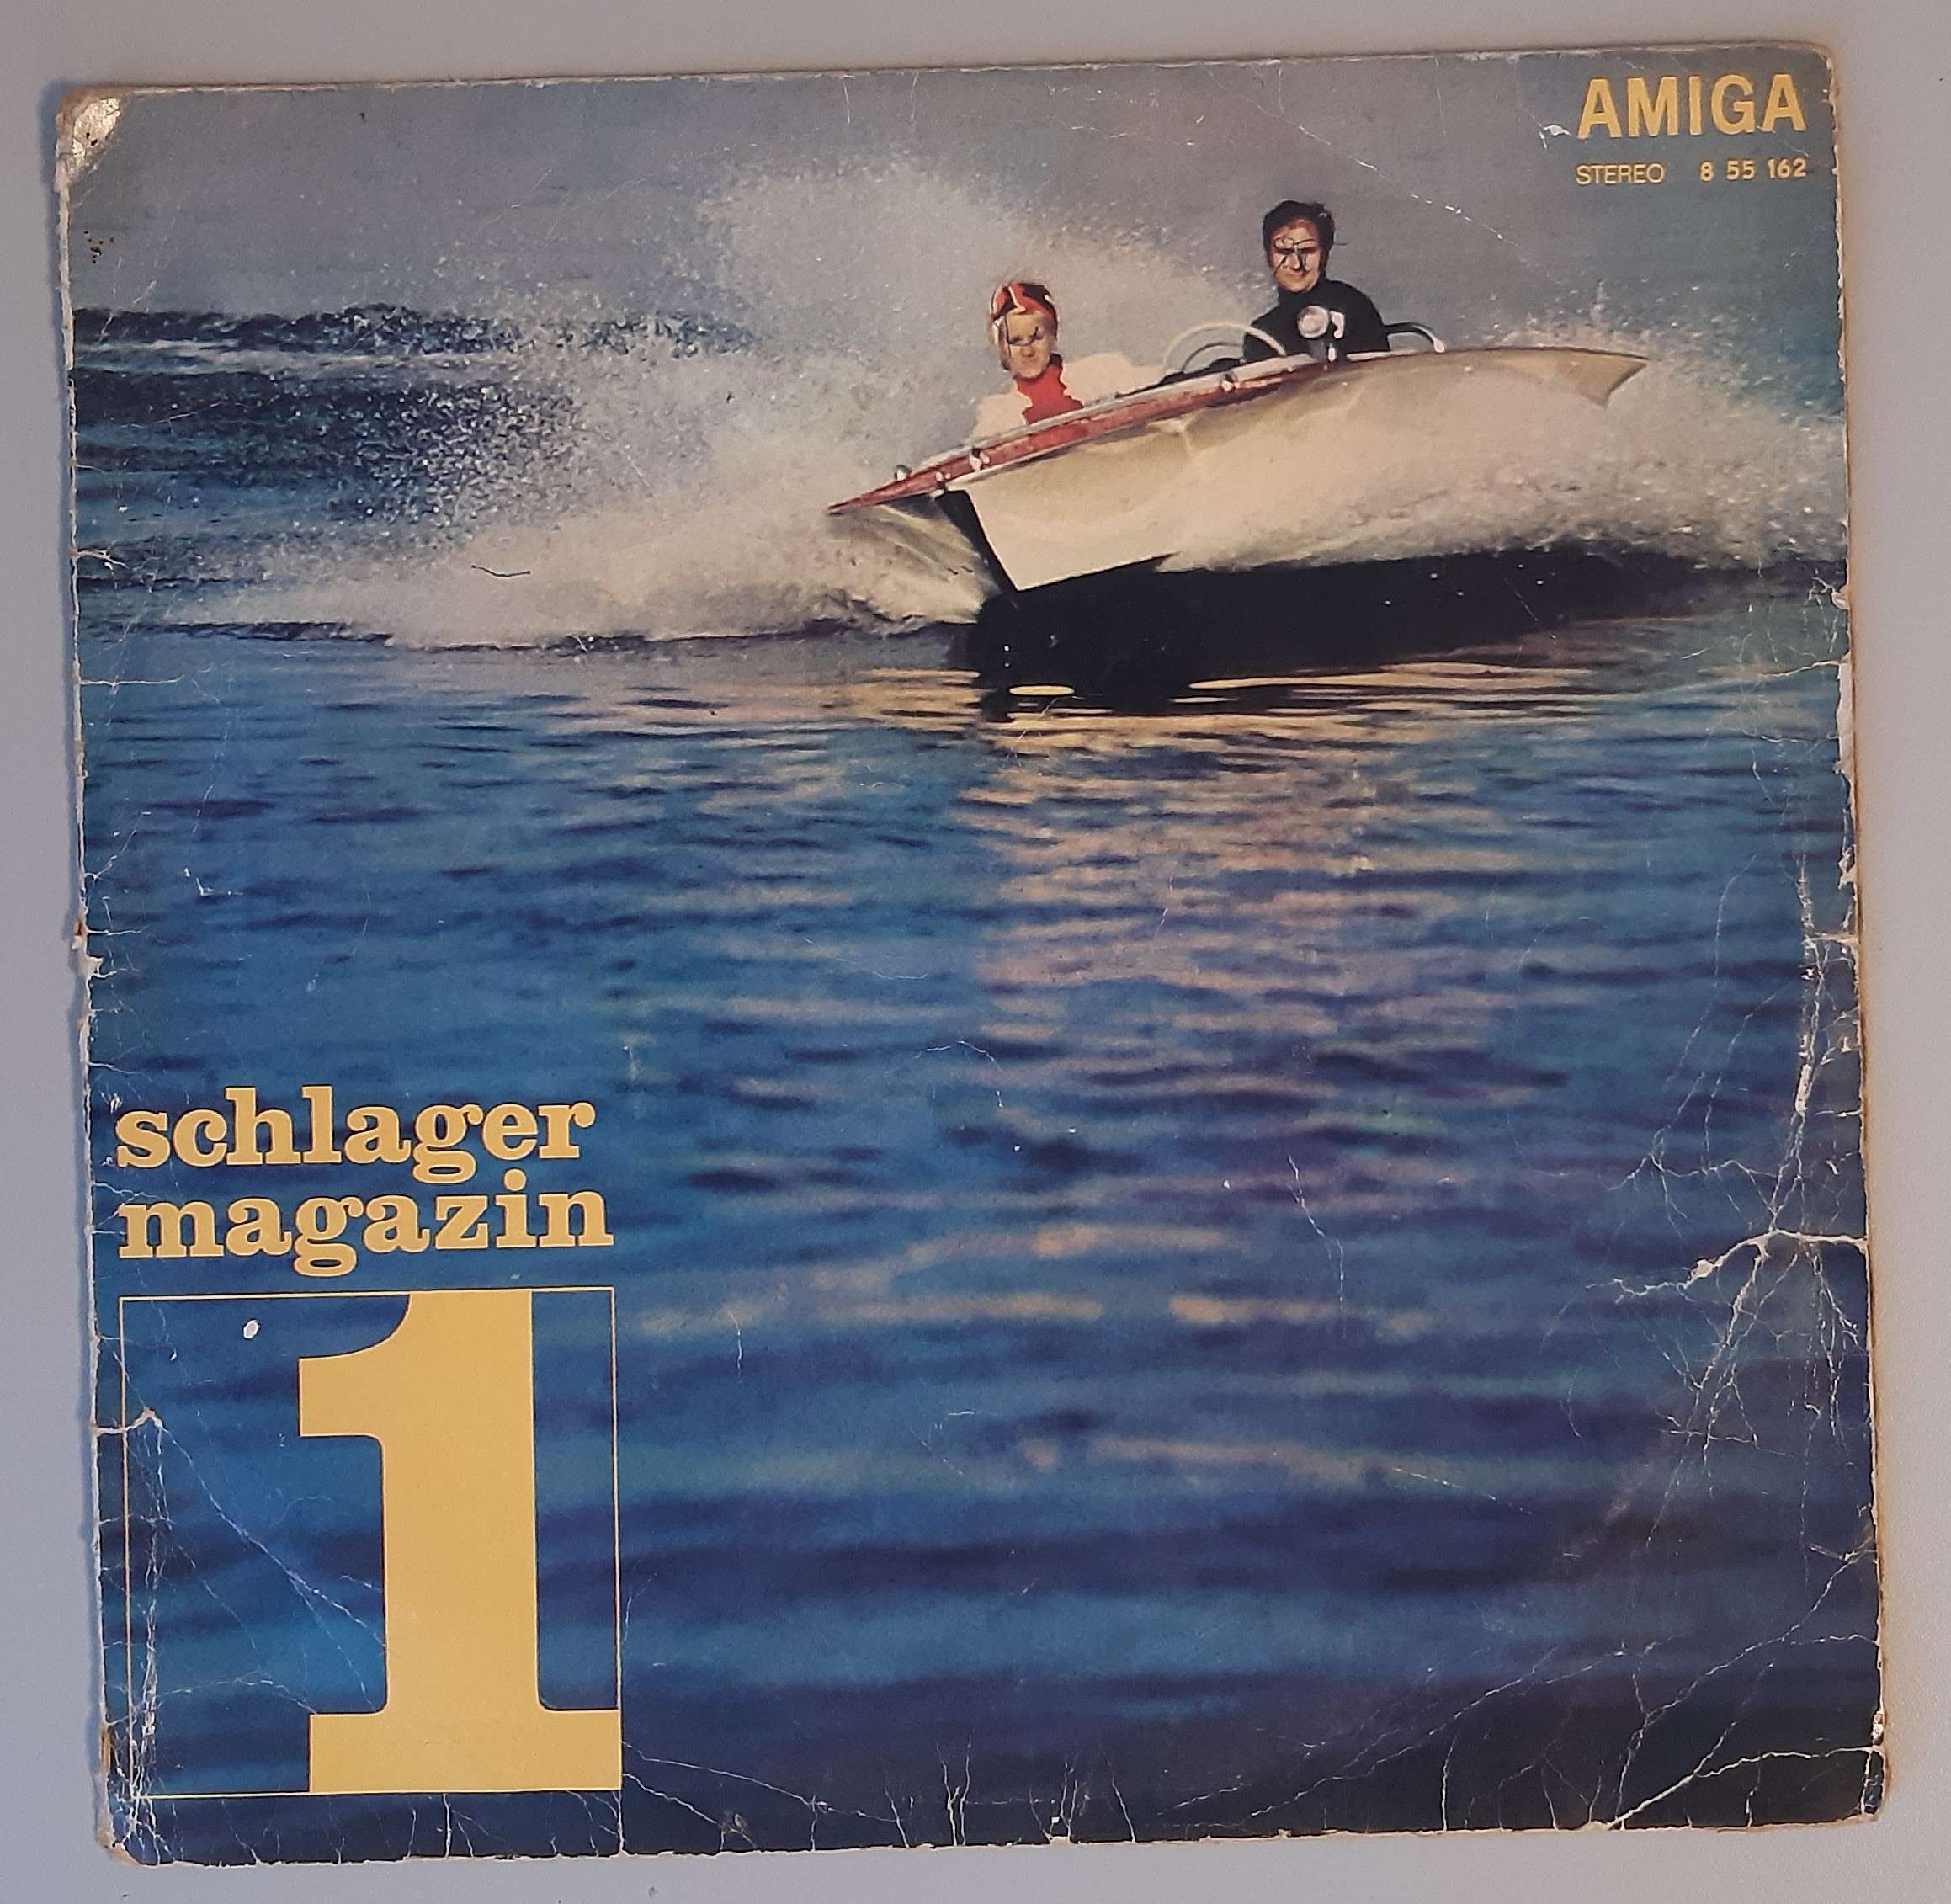 AMIGA
STEREO 8 55 162
schlager
magazin
1